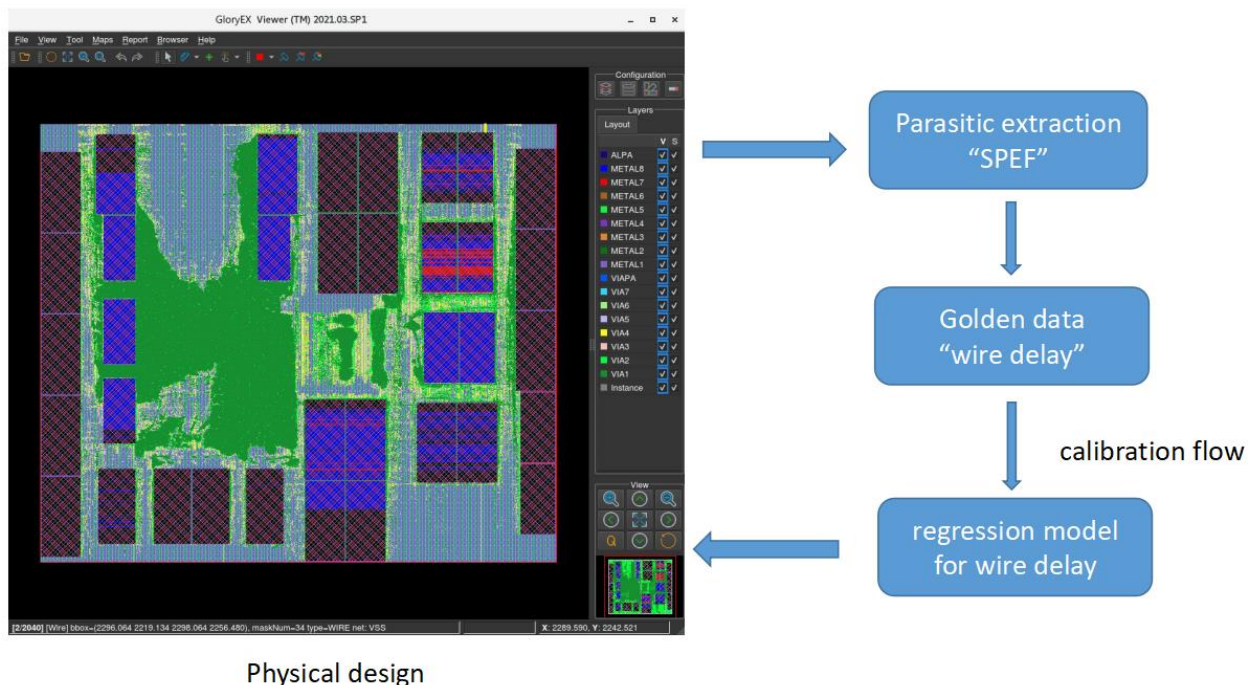 GloryEX Viewer (TM) 2021.03.SP1
File View Tool Maps Report Browser Help
Configuration
Layers
Layout
V S
ALPA
METAL8
METAL7
METAL6
METAL5
METAL4
METAL3
METAL2
METAL1
VIAPA
VIA7
VIA6
VIA5
VIA4
VIA3
VIA2
VIA1
Instance
View
Q
[2/2040] [Wire] bbox=(2296.064 2219.134 2298.064 2256.480), maskNum=34 type=WIRE net: VSS
X: 2289.590, Y: 2242.521
Physical design
Parasitic extraction
“SPEF”
Golden data
“wire delay”
calibration flow
regression model
for wire delay